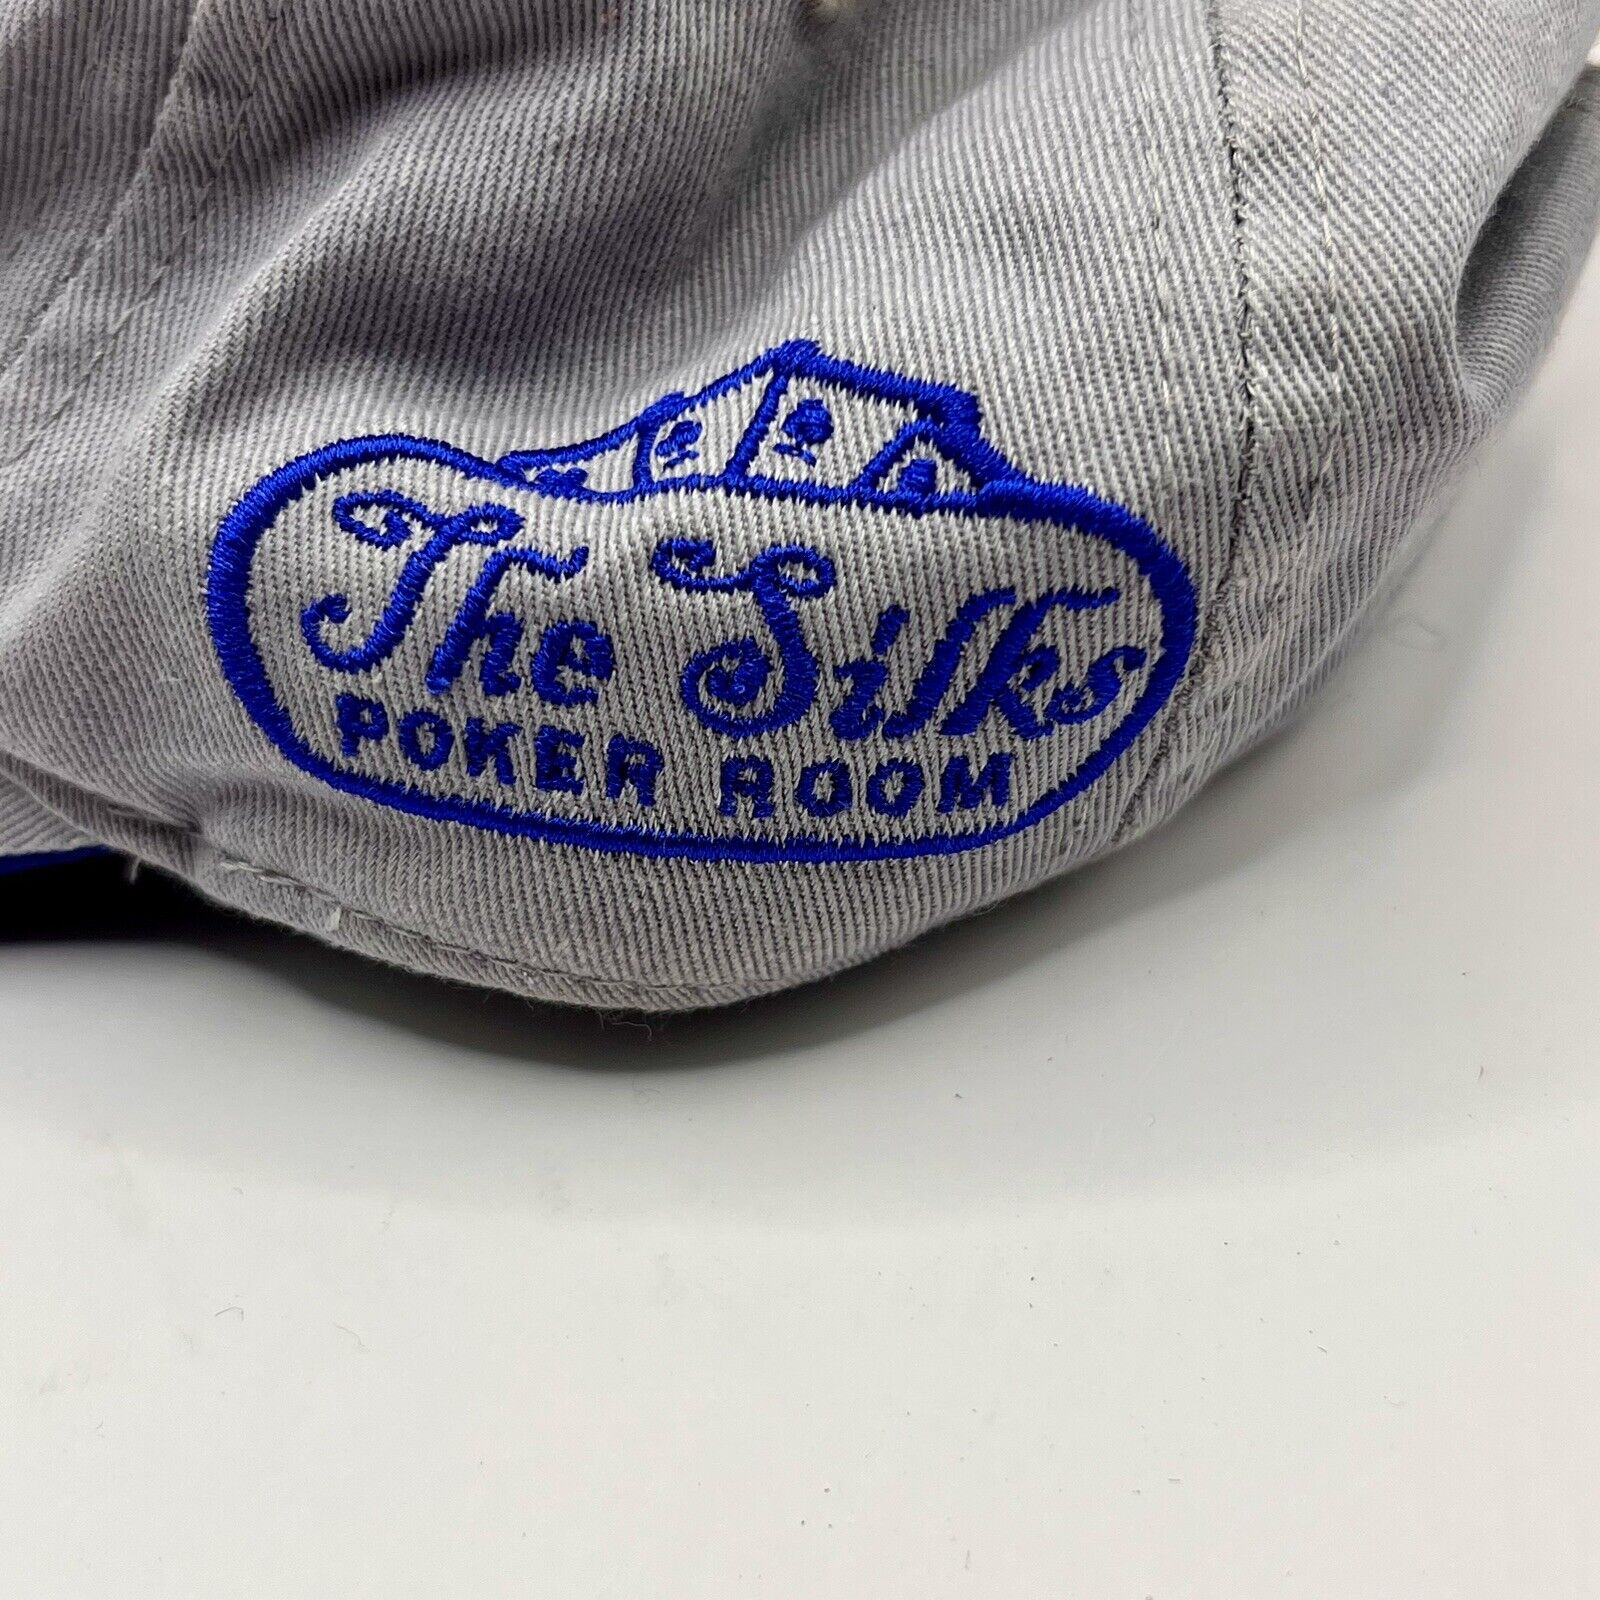 The Silks
POKER ROOM